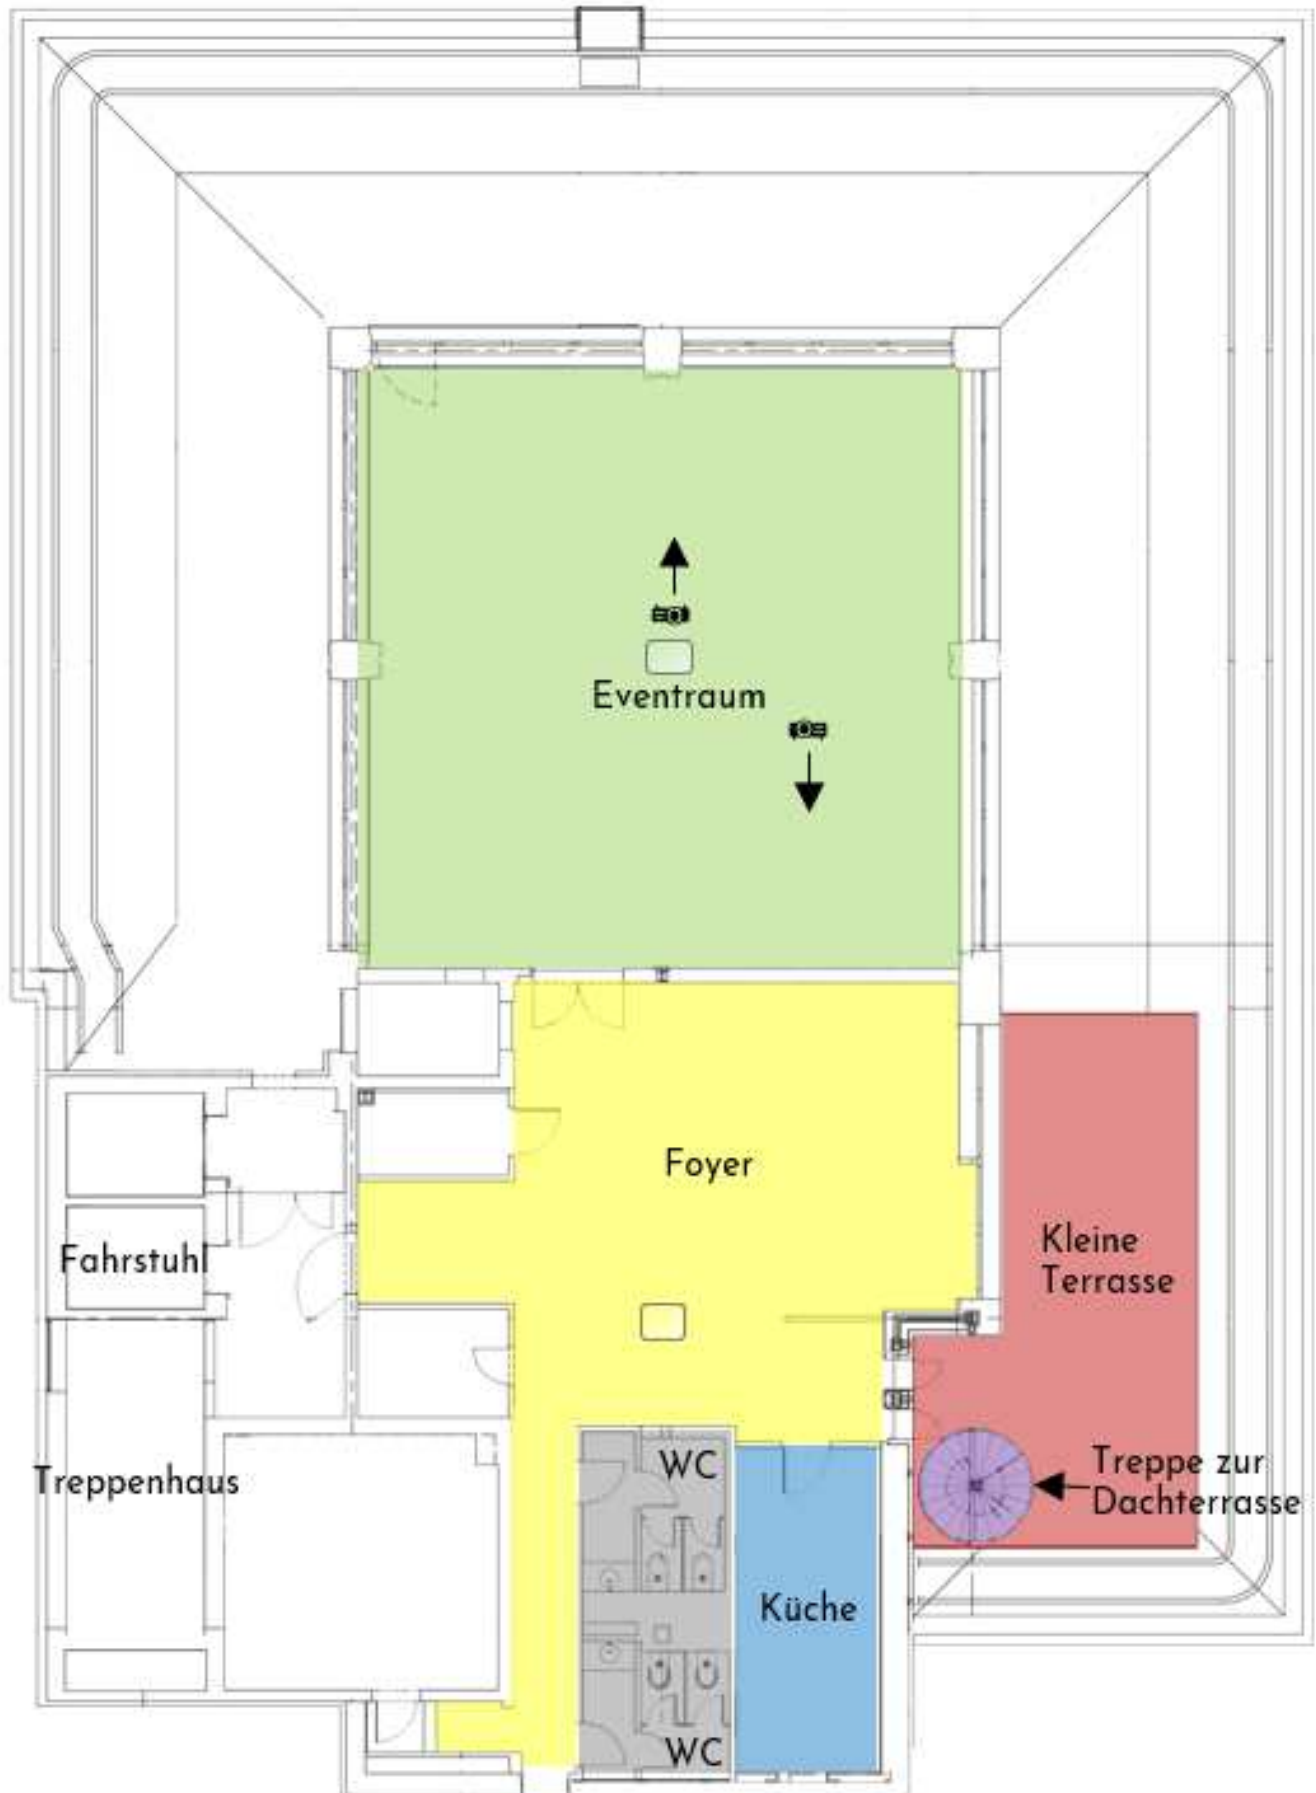 Eventraum
Foyer
Kleine
Terrasse
Fahrstuhl
WC
Treppe zur
Dachterrasse
Treppenhaus
Küche
WC